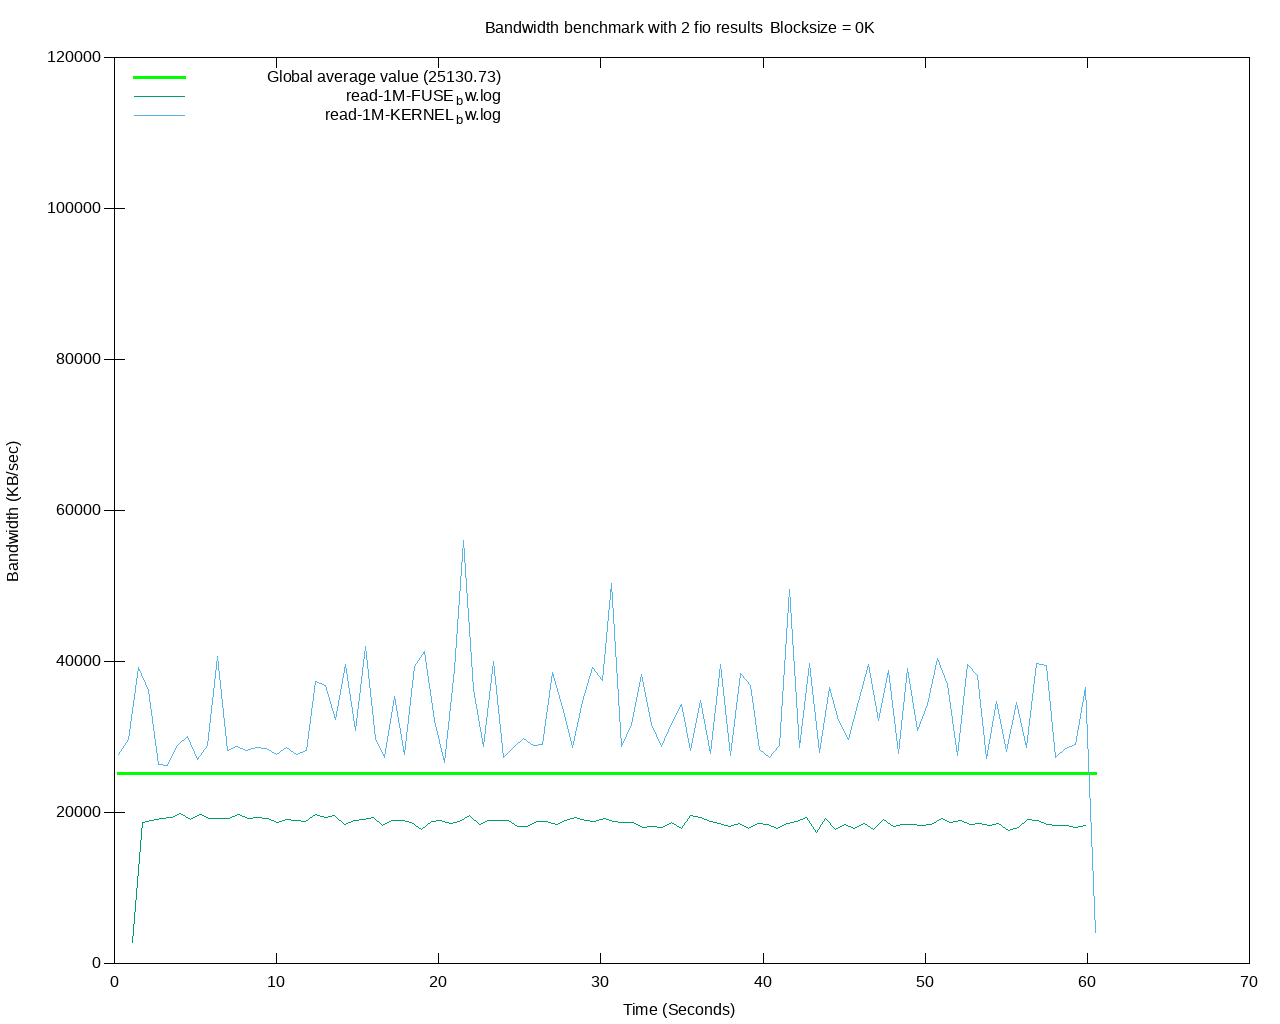 Bandwidth benchmark with 2 fio results Blocksize = 0K
120000
100000
80000
60000
40000
20000
0
Bandwidth (KB/sec)
Global average value (25130.73)
read-1M-FUSE_bw.log
read-1M-KERNEL_bw.log
0 10 20 30 40 50 60 70
Time (Seconds)